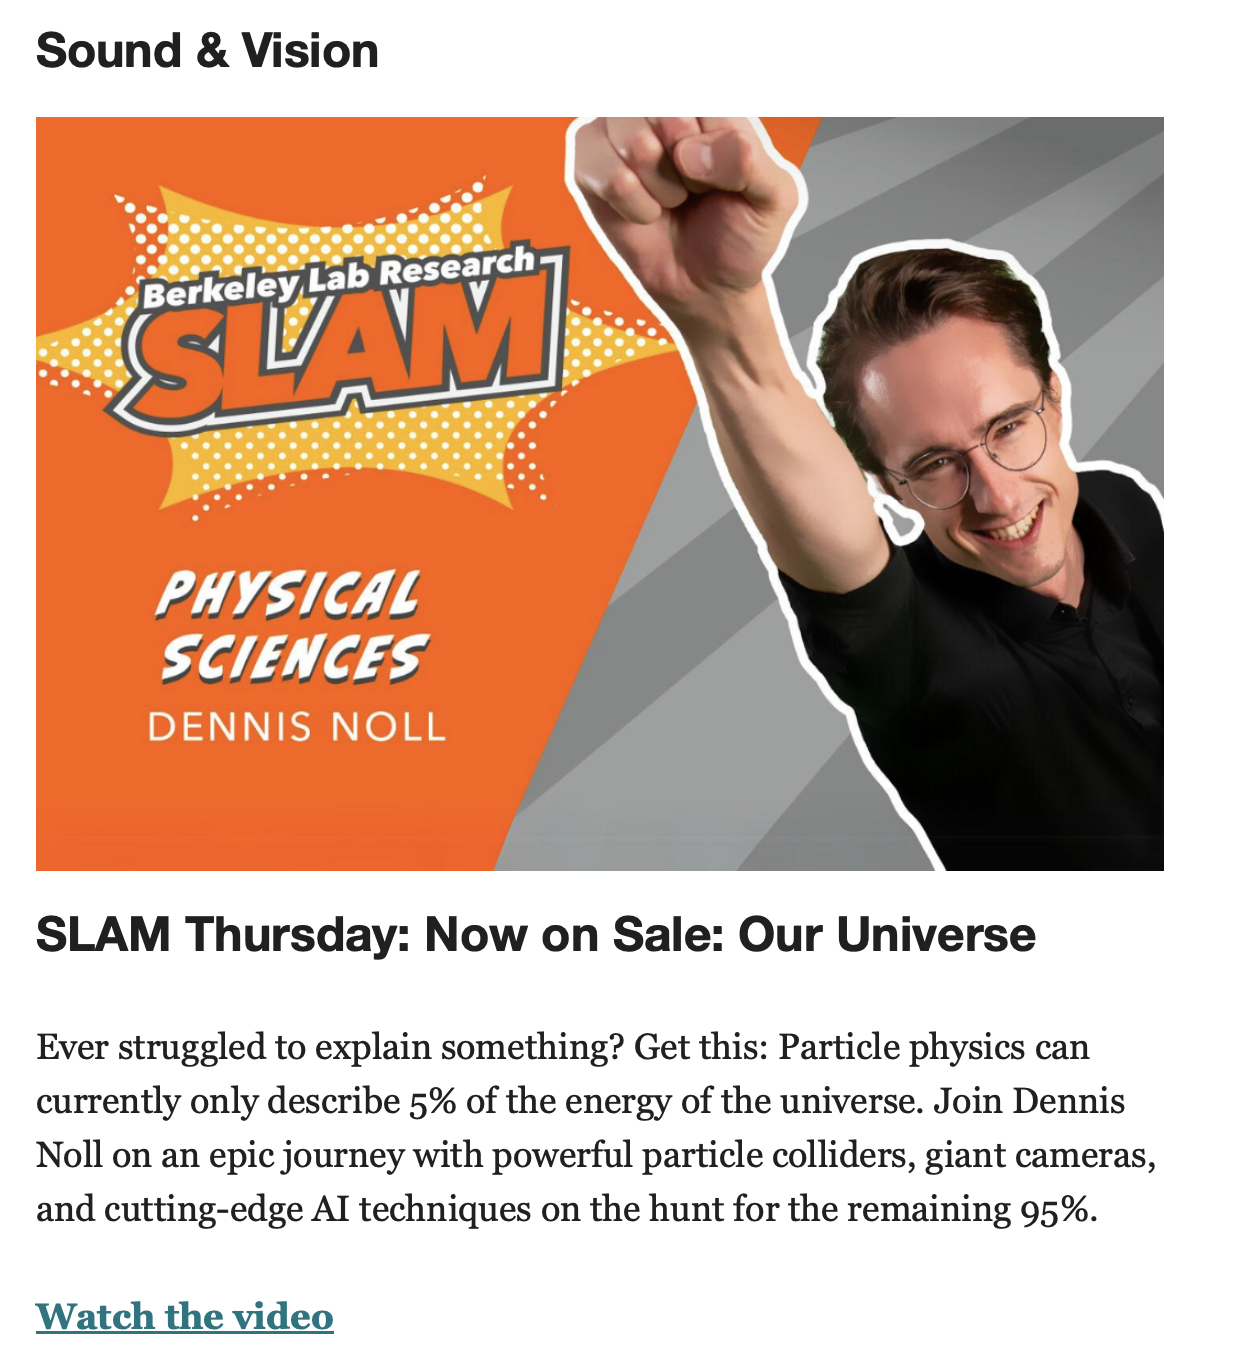 Sound & Vision
Berkeley Lab Research
SLAM
PHYSICAL
SCIENCES
DENNIS NOLL
SLAM Thursday: Now on Sale: Our Universe
Ever struggled to explain something? Get this: Particle physics can
currently only describe 5% of the energy of the universe. Join Dennis
Noll on an epic journey with powerful particle colliders, giant cameras,
and cutting-edge AI techniques on the hunt for the remaining 95%.
Watch the video